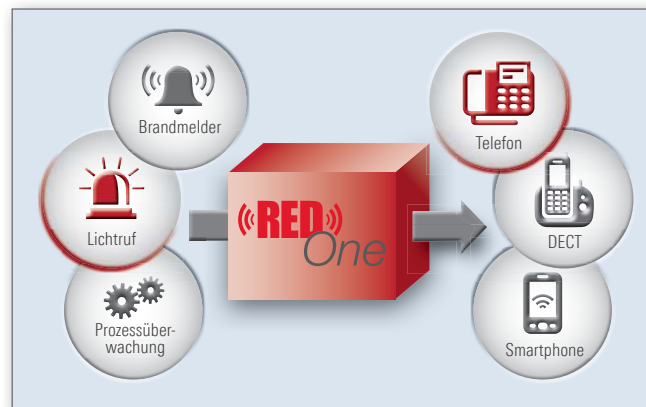 Brandmelder
Lichtruf
Prozessüber-
wachung
RED
One
Telefon
DECT
Smartphone